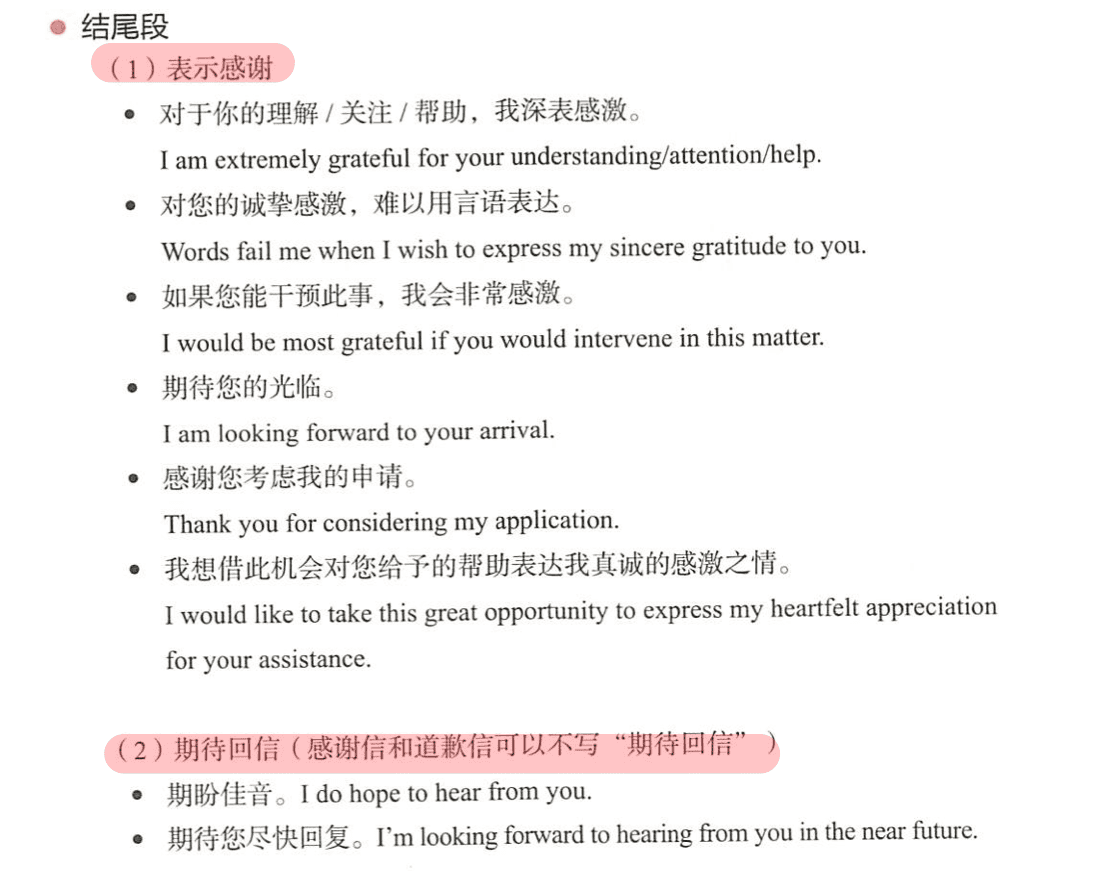 结尾段
（1）表示感谢
对于你的理解 / 关注 / 帮助，我深表感激。
I am extremely grateful for your understanding/attention/help.
对您的诚挚感激，难以用言语表达。
Words fail me when I wish to express my sincere gratitude to you.
如果您能干预此事，我会非常感激。
I would be most grateful if you would intervene in this matter.
期待您的光临。
I am looking forward to your arrival.
感谢您考虑我的申请。
Thank you for considering my application.
我想借此机会对您给予的帮助表达我真诚的感激之情。
I would like to take this great opportunity to express my heartfelt appreciation
for your assistance.
（2）期待回信（感谢信和道歉信可以不写“期待回信”）
期盼佳音。I do hope to hear from you.
期待您尽快回复。I'm looking forward to hearing from you in the near future.